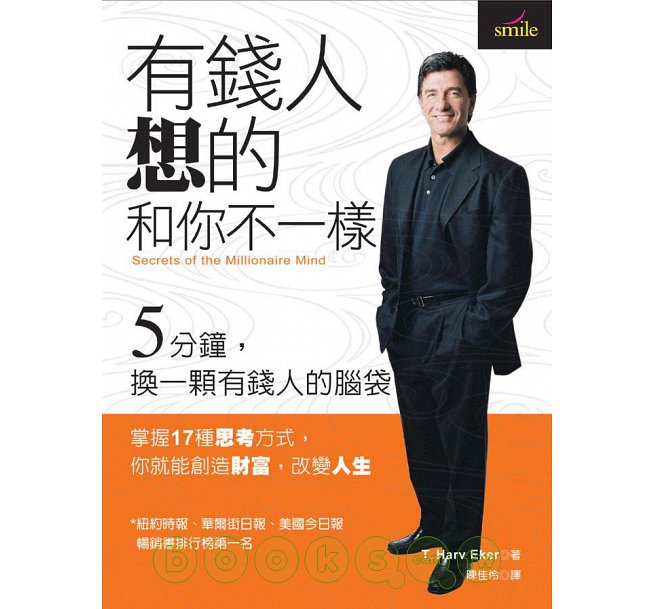 smile
有錢人
想的
和你不一樣
Secrets of the Millionaire Mind
5分鐘，
換一顆有錢人的腦袋
掌握17種思考方式，
你就能創造財富，改變人生
*紐約時報、華爾街日報、美國今日報
暢銷書排行榜第一名
T. Harv Eker◎著
陳佳伶◎譯
books.com.tw